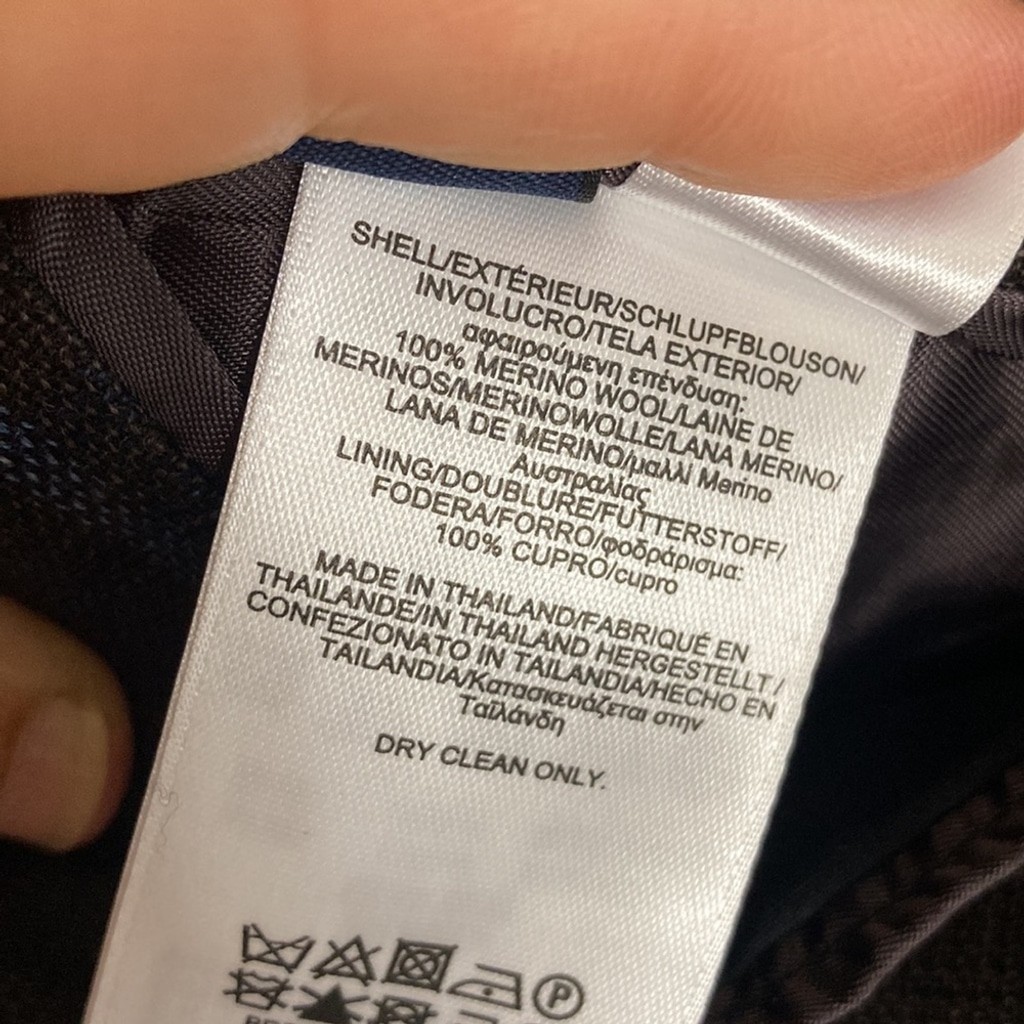 SHELL/EXTÉRIEUR/SCHLUPFBLOUSON/
INVOLUCRO/TELA EXTERIOR/
αφαιρούμενη επένδυση:
100% MERINO WOOL/LAINE DE
MERINOS/MERINOWOLLE/LANA MERINO/
LANA DE MERINO/μαλλί Merino
Αυστραλίας
LINING/DOUBLURE/FUTTERSTOFF/
FODERA/FORRO/φοδράρισμα:
100% CUPRO/cupro
MADE IN THAILAND/FABRIQUÉ EN
THAILANDE/IN THAILAND HERGESTELLT /
CONFEZIONATO IN TAILANDIA/HECHO EN
TAILANDIA/Κατασκευάζεται στην
Ταϊλάνδη
DRY CLEAN ONLY.
P